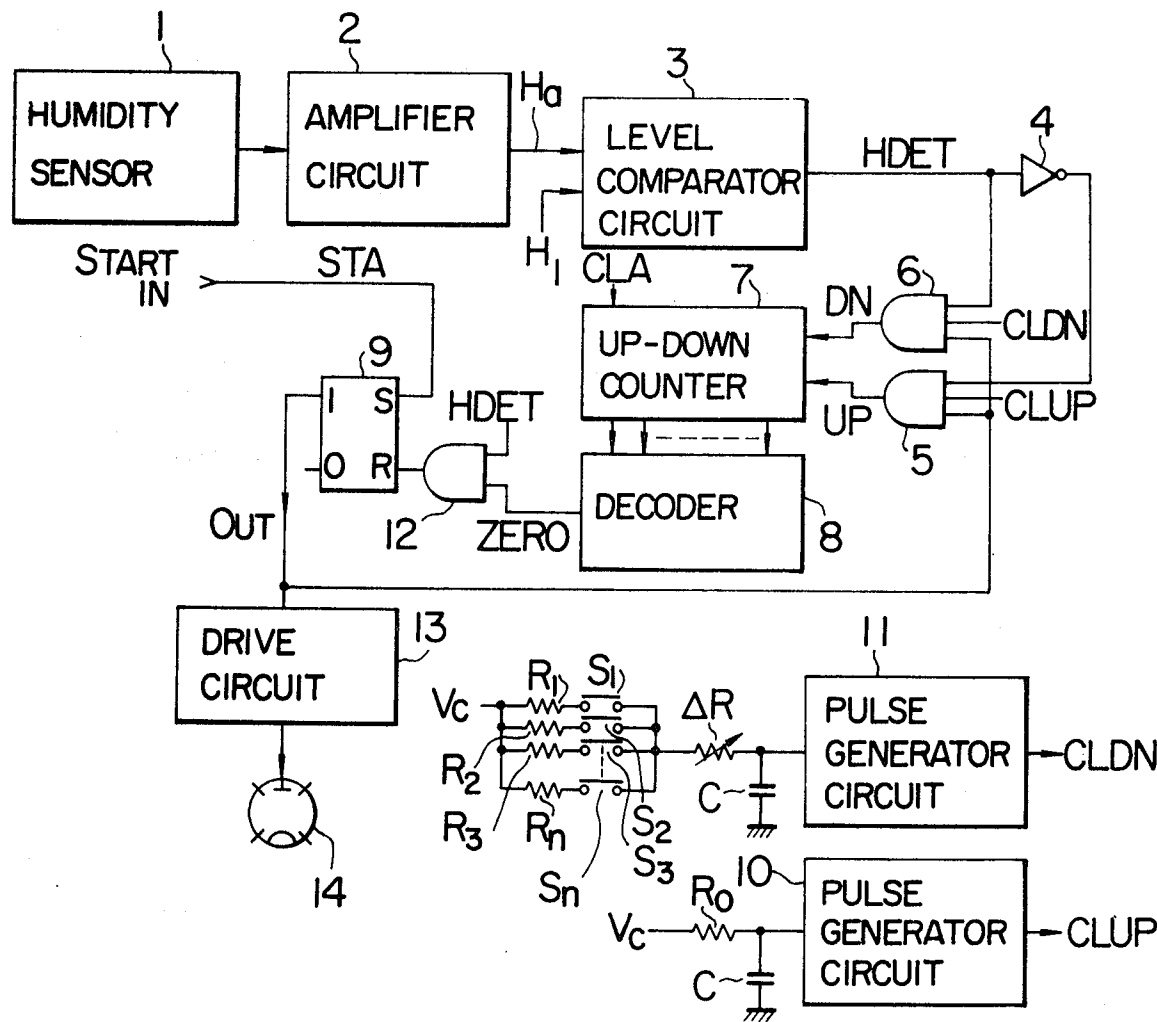 1
HUMIDITY
SENSOR
2
AMPLIFIER
CIRCUIT
Ha
H1
3
LEVEL
COMPARATOR
CIRCUIT
HDET
4
START
IN
STA
CLA
7
UP-DOWN
COUNTER
DN
6
CLDN
UP
5
CLUP
9
1 S
0 R
HDET
12
ZERO
DECODER
8
OUT
DRIVE
CIRCUIT
13
14
Vc
R1
S1
R2
R3
Rn
S2
S3
Sn
ΔR
C
11
PULSE
GENERATOR
CIRCUIT
CLDN
Vc
R0
C
10
PULSE
GENERATOR
CIRCUIT
CLUP